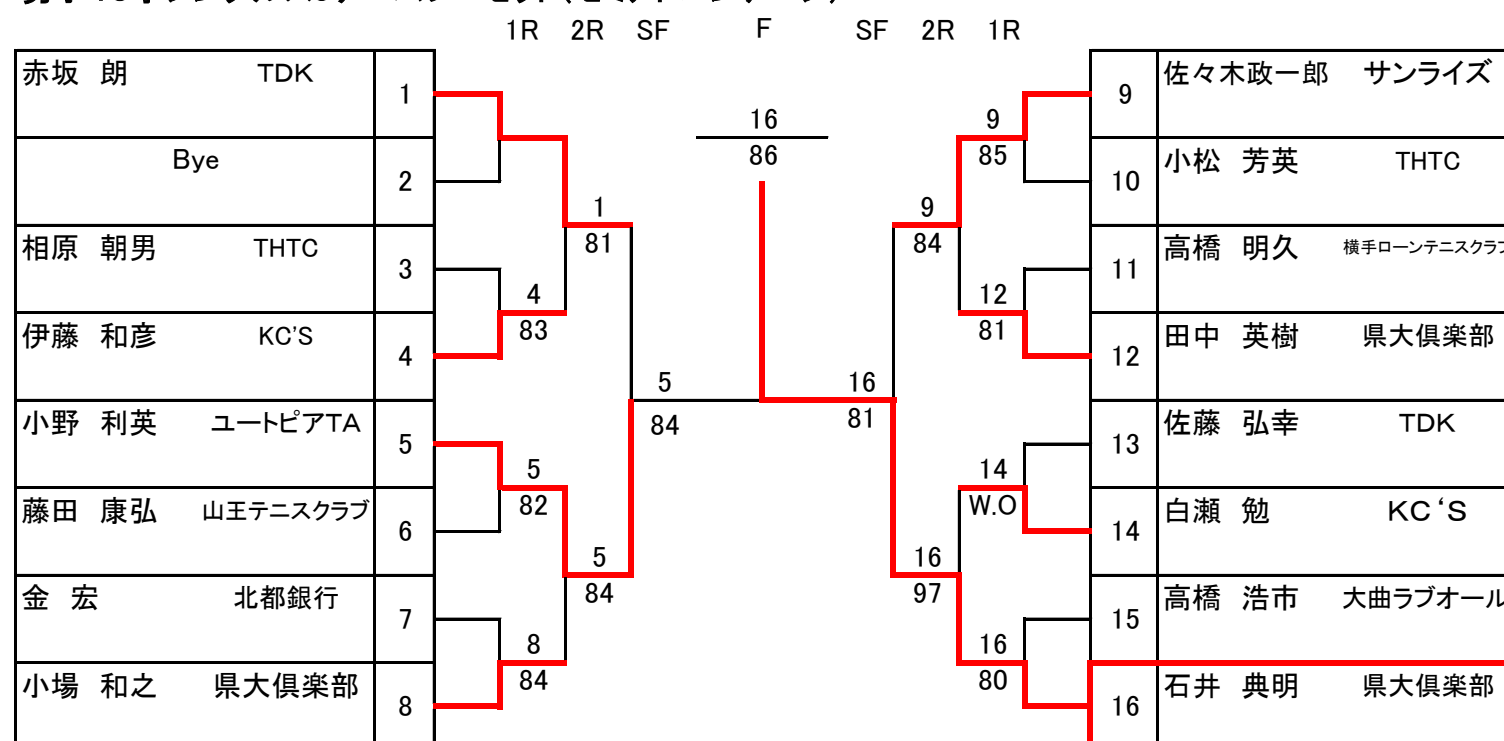 1R 2R SF F SF 2R 1R
赤坂 朗 TDK 1
Bye 2
相原 朝男 THTC 3
伊藤 和彦 KC'S 4
小野 利英 ユートピアTA 5
藤田 康弘 山王テニスクラブ 6
金 宏 北都銀行 7
小場 和之 県大倶楽部 8
4
83
5
82
8
84
1
81
5
84
5
84
16
86
16
81
9
84
16
97
9
85
12
81
14
W.O
16
80
9 佐々木政一郎 サンライズ
10 小松 芳英 THTC
11 高橋 明久 横手ローンテニスクラブ
12 田中 英樹 県大倶楽部
13 佐藤 弘幸 TDK
14 白瀬 勉 KC‘S
15 高橋 浩市 大曲ラブオール
16 石井 典明 県大倶楽部